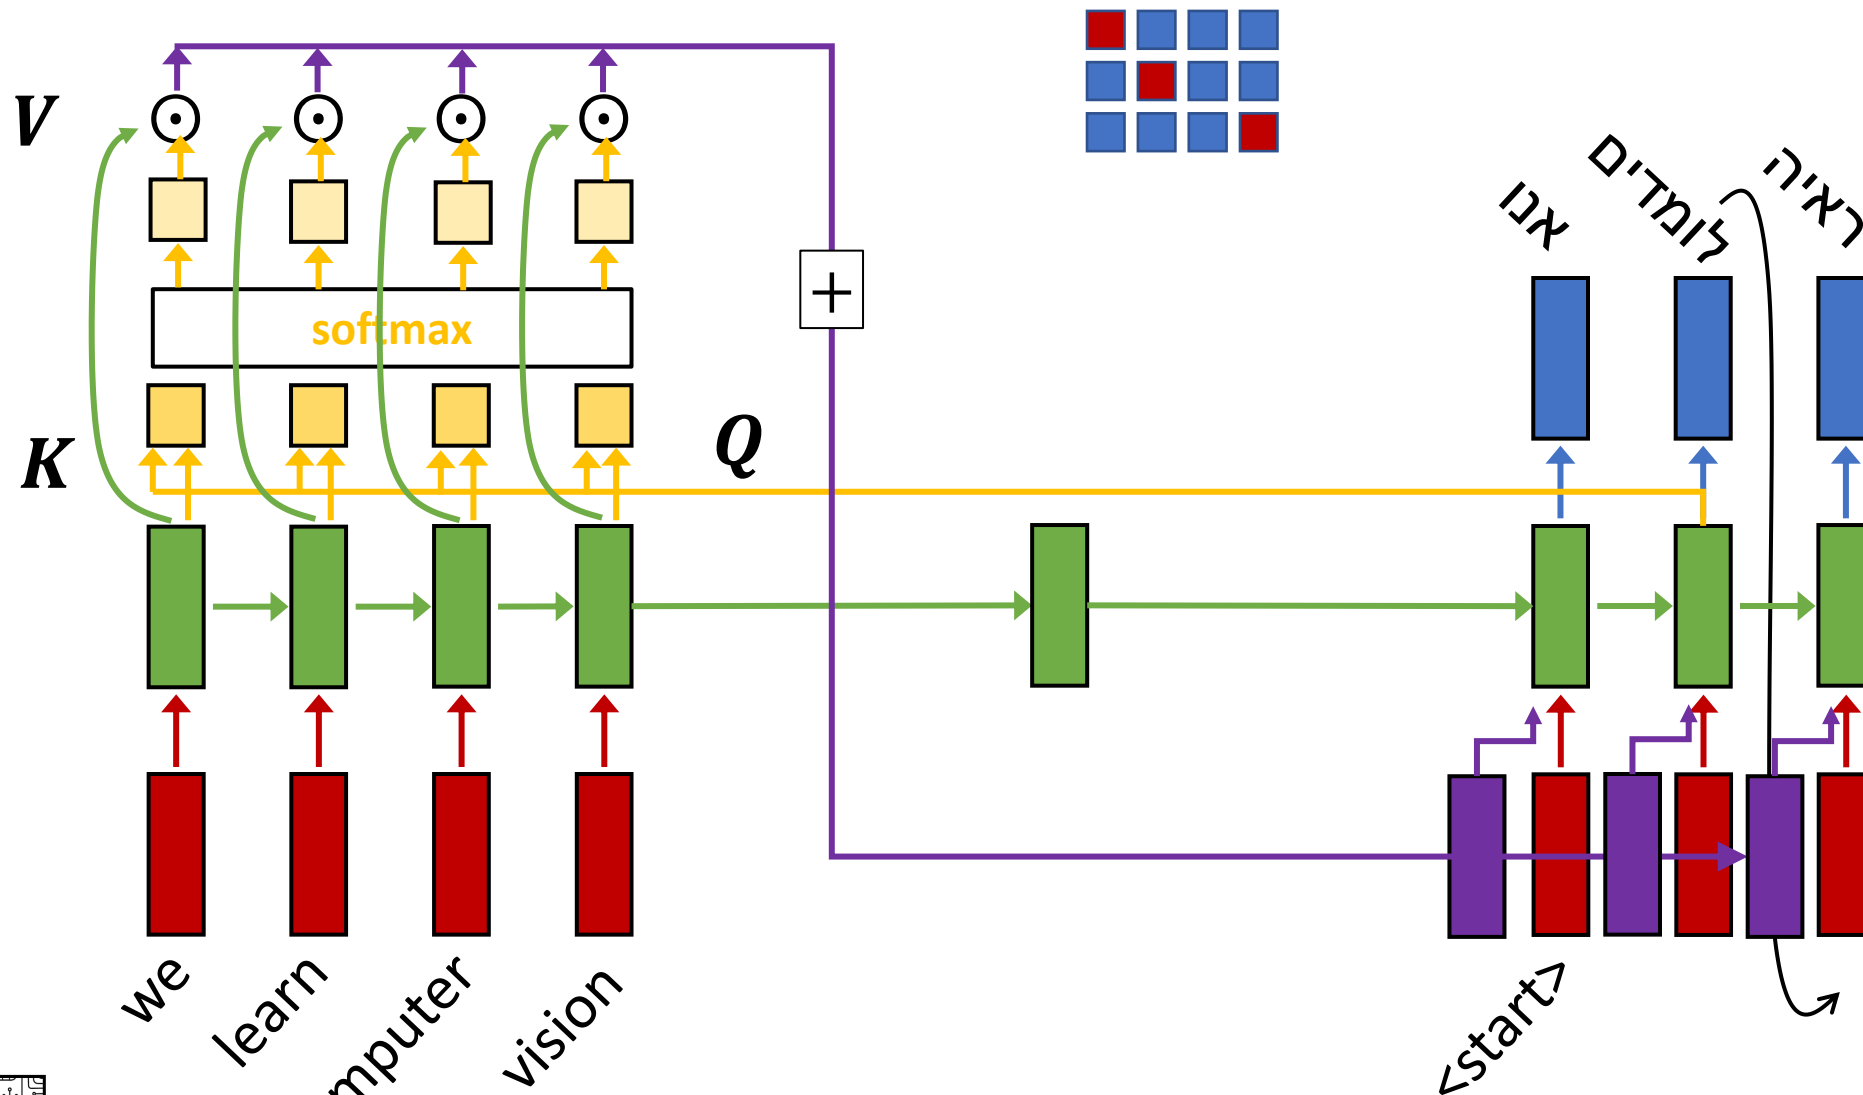 V
softmax
K
Q
+
אנו
לומדים
ראיה
we
learn
mputer
vision
<start>